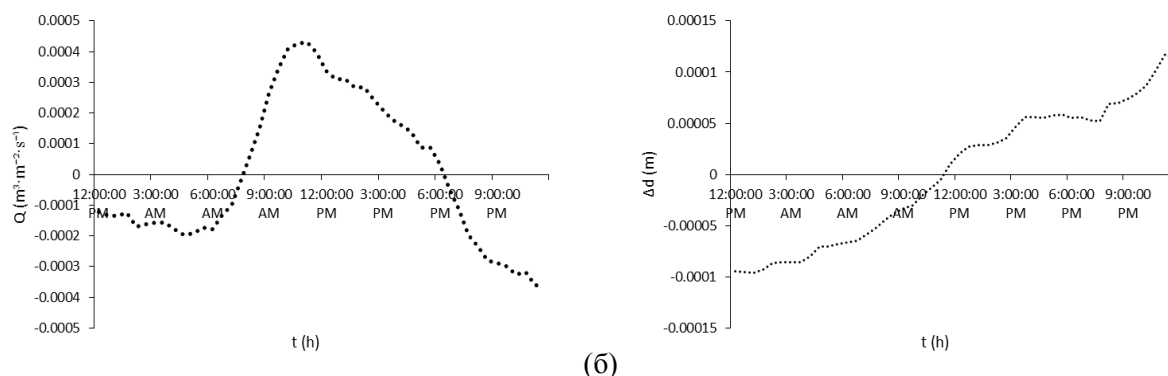 0.0005
0.0004
0.0003
0.0002
0.0001
0
-0.0001
-0.0002
-0.0003
-0.0004
-0.0005
Q (m³·m⁻²·s⁻¹)
12:00:00 PM
3:00:00 AM
6:00:00 AM
9:00:00 AM
12:00:00 PM
3:00:00 PM
6:00:00 PM
9:00:00 PM
t (h)
(б)
0.00015
0.0001
0.00005
0
-0.00005
-0.0001
-0.00015
Δd (m)
12:00:00 PM
3:00:00 AM
6:00:00 AM
9:00:00 AM
12:00:00 PM
3:00:00 PM
6:00:00 PM
9:00:00 PM
t (h)